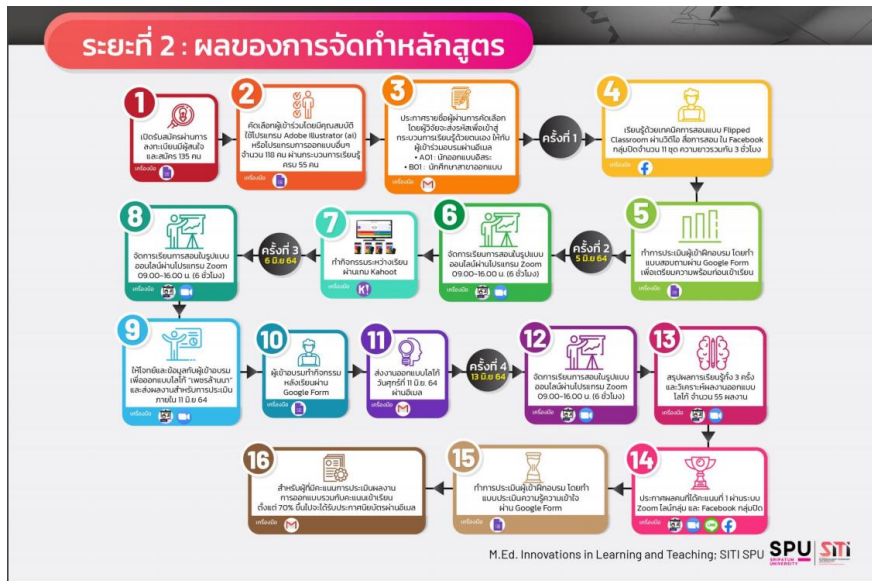 ระยะที่ 2 : ผลของการจัดทำหลักสูตร
1
เปิดรับสมัครผ่านการ
ลงทะเบียนมีผู้สนใจ
และสมัคร 135 คน
เครื่องมือ
2
คัดเลือกผู้เข้าร่วมโดยมีคุณสมบัติ
ใช้โปรแกรม Adobe Illustrator (ai)
หรือโปรแกรมการออกแบบอื่นๆ
จำนวน 118 คน ผ่านกระบวนการเรียนรู้
ครบ 55 คน
เครื่องมือ
3
ประกาศรายชื่อผู้ผ่านการคัดเลือก
โดยผู้วิจัยจะส่งรหัสเพื่อเข้าสู่
กระบวนการเรียนรู้ด้วยตนเอง ให้กับ
ผู้เข้าร่วมอบรมผ่านอีเมล
• A01 : นักออกแบบอิสระ
• B01 : นักศึกษาสาขาออกแบบ
เครื่องมือ
ครั้งที่ 1
4
เรียนรู้ด้วยเทคนิคการสอนแบบ Flipped
Classroom ผ่านวีดีโอ สื่อการสอน ใน Facebook
กลุ่มปิดจำนวน 11 ชุด ความยาวรวมกัน 3 ชั่วโมง
เครื่องมือ
5
ทำการประเมินผู้เข้าฝึกอบรม โดยทำ
แบบสอบถามผ่าน Google Form
เพื่อเตรียมความพร้อมก่อนเข้าเรียน
เครื่องมือ
ครั้งที่ 2
5 มิ.ย 64
6
จัดการเรียนการสอนในรูปแบบ
ออนไลน์ผ่านโปรแกรม Zoom
09.00-16.00 น. (6 ชั่วโมง)
เครื่องมือ
7
ทำกิจกรรมระหว่างเรียน
ผ่านเกม Kahoot
เครื่องมือ
K!
ครั้งที่ 3
6 มิ.ย 64
8
จัดการเรียนการสอนในรูปแบบ
ออนไลน์ผ่านโปรแกรม Zoom
09.00-16.00 น. (6 ชั่วโมง)
เครื่องมือ
9
ให้โจทย์และข้อมูลกับผู้เข้าอบรม
เพื่อออกแบบโลโก้ "เพชรล้านนา"
และส่งผลงานสำหรับการประเมิน
ภายใน 11 มิ.ย 64
เครื่องมือ
10
ผู้เข้าอบรมทำกิจกรรม
หลังเรียนผ่าน
Google Form
เครื่องมือ
11
ส่งงานออกแบบโลโก้
วันศุกร์ที่ 11 มิ.ย. 64
ผ่านอีเมล
เครื่องมือ
ครั้งที่ 4
13 มิ.ย 64
12
จัดการเรียนการสอนในรูปแบบ
ออนไลน์ผ่านโปรแกรม Zoom
09.00-16.00 น. (6 ชั่วโมง)
เครื่องมือ
13
สรุปผลการเรียนรู้ทั้ง 3 ครั้ง
และวิเคราะห์ผลงานออกแบบ
โลโก้ จำนวน 55 ผลงาน
เครื่องมือ
14
ประกาศผลคนที่ได้คะแนนที่ 1 ผ่านระบบ
Zoom ไลน์กลุ่ม และ Facebook กลุ่มปิด
เครื่องมือ
15
ทำการประเมินผู้เข้าฝึกอบรม โดยทำ
แบบประเมินความรู้ความเข้าใจ
ผ่าน Google Form
เครื่องมือ
16
สำหรับผู้ที่มีคะแนนการประเมินผลงาน
การออกแบบรวมกับคะแนนเข้าเรียน
ตั้งแต่ 70% ขึ้นไปจะได้รับประกาศนียบัตรผ่านอีเมล
เครื่องมือ
M.Ed. Innovations in Learning and Teaching; SITI SPU
SPU
SRIPATUM
UNIVERSITY
SITI